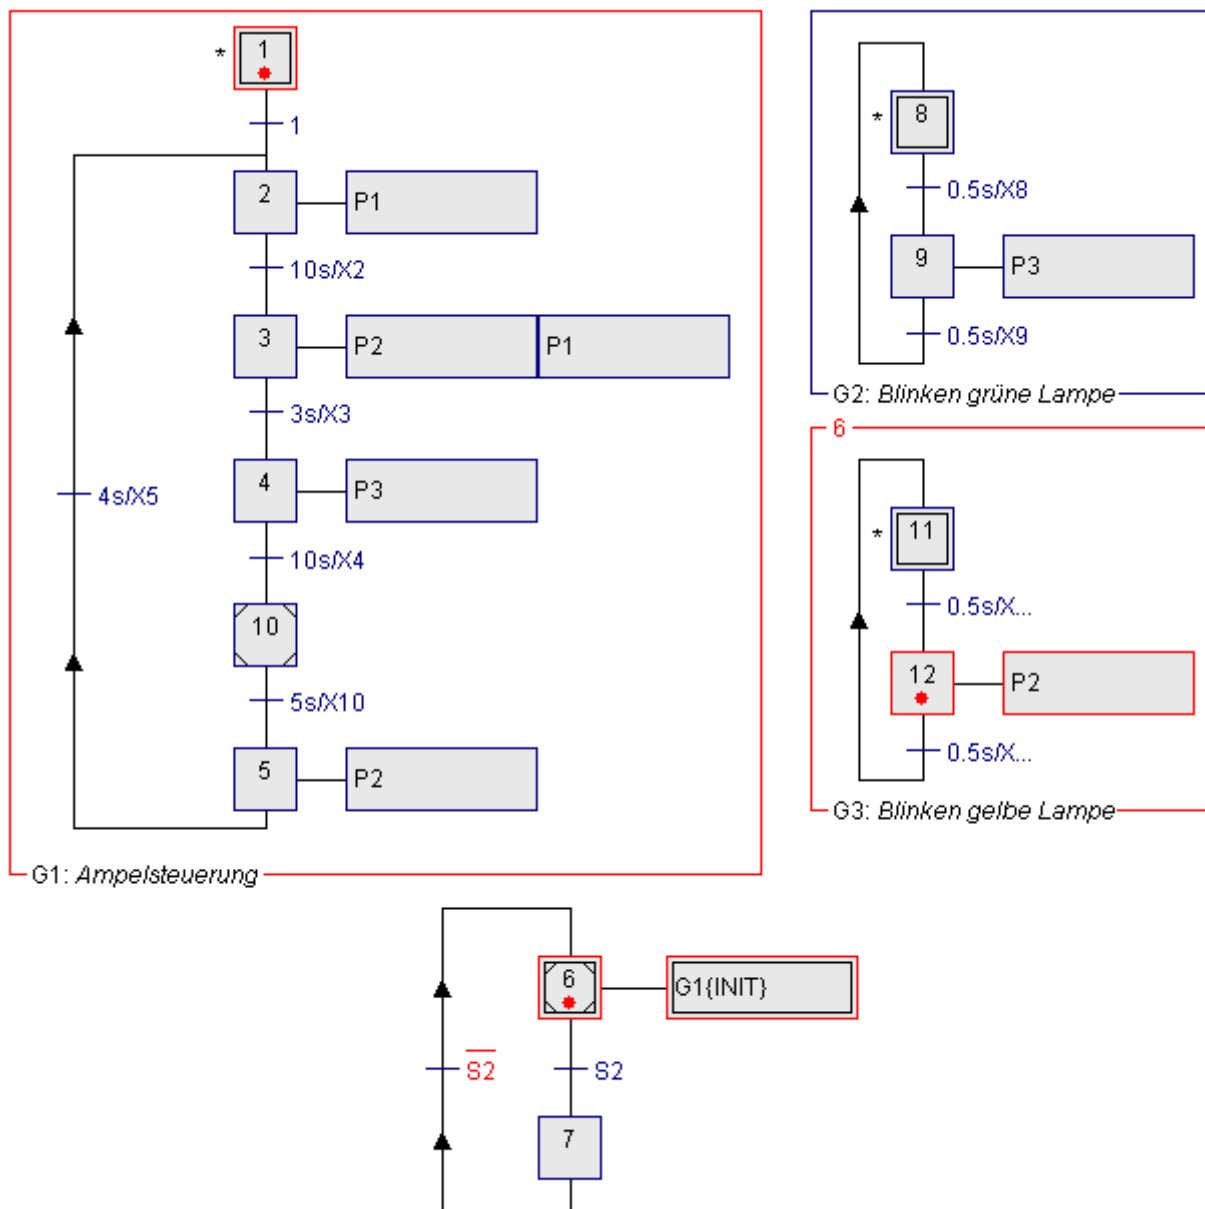 *
1
1
2
P1
10s/X2
3
P2
P1
3s/X3
4s/X5
4
P3
10s/X4
10
5s/X10
5
P2
G1: Ampelsteuerung
*
8
0.5s/X8
9
P3
0.5s/X9
G2: Blinken grüne Lampe
6
*
11
0.5s/X...
12
P2
0.5s/X...
G3: Blinken gelbe Lampe
6
G1{INIT}
S2
S2
7